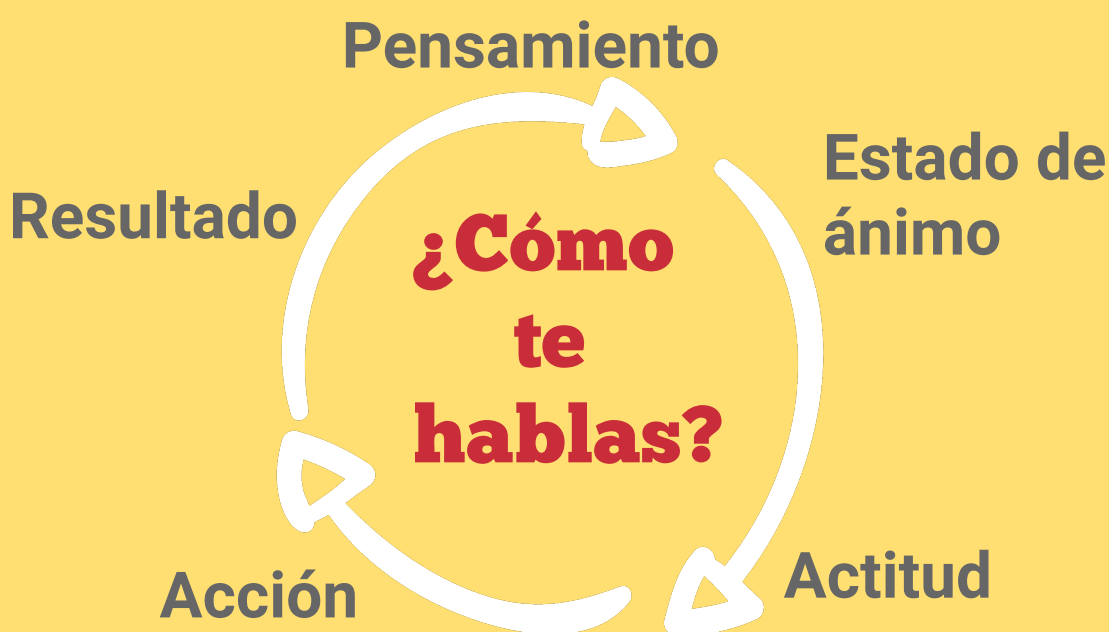 Pensamiento
Estado de
ánimo
Resultado
¿Cómo
te
hablas?
Actitud
Acción